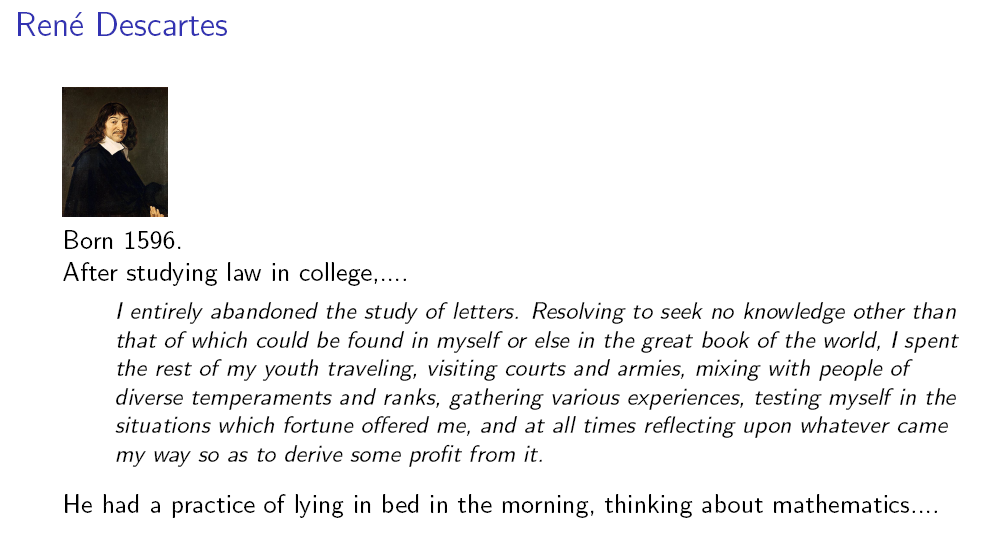 René Descartes
Born 1596.
After studying law in college,....
I entirely abandoned the study of letters. Resolving to seek no knowledge other than
that of which could be found in myself or else in the great book of the world, I spent
the rest of my youth traveling, visiting courts and armies, mixing with people of
diverse temperaments and ranks, gathering various experiences, testing myself in the
situations which fortune offered me, and at all times reflecting upon whatever came
my way so as to derive some profit from it.
He had a practice of lying in bed in the morning, thinking about mathematics....